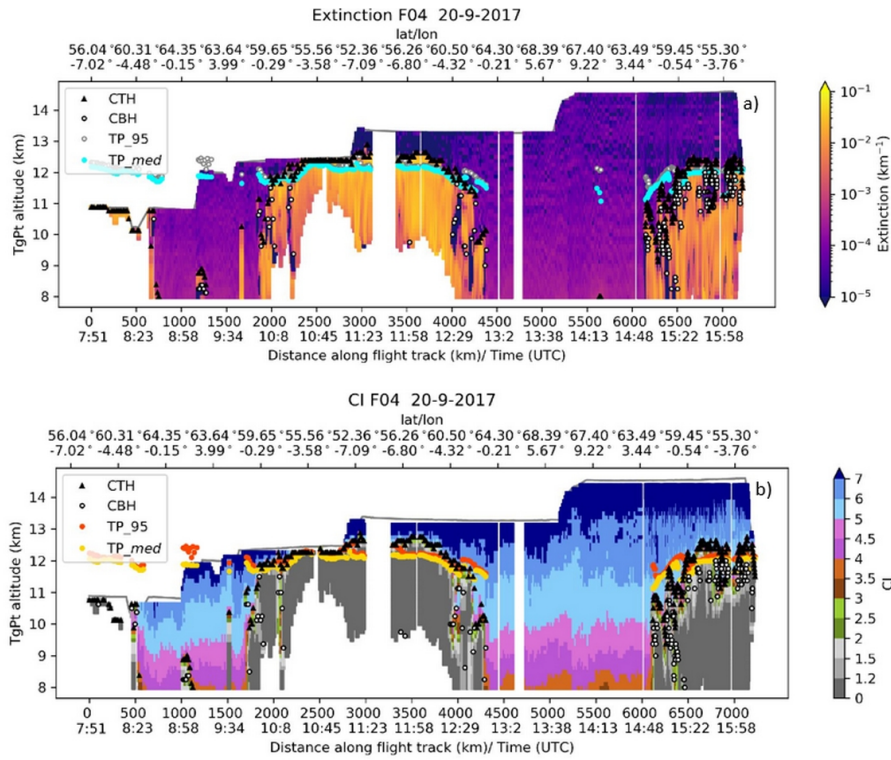 Extinction F04 20-9-2017
lat/lon
56.04°60.31°64.35°63.64°59.65°55.56°52.36°56.26°60.50°64.30°68.39°67.40°63.49°59.45°55.30°
-7.02° -4.48° -0.15° 3.99° -0.29° -3.58° -7.09° -6.80° -4.32° -0.21° 5.67° 9.22° 3.44° -0.54° -3.76°
a)
CTH
CBH
TP_95
TP_med
14
13
12
11
10
9
8
TgPt altitude (km)
0 500 1000 1500 2000 2500 3000 3500 4000 4500 5000 5500 6000 6500 7000
7:51 8:23 8:58 9:34 10:8 10:45 11:23 11:58 12:29 13:2 13:38 14:13 14:48 15:22 15:58
Distance along flight track (km)/ Time (UTC)
10⁻¹
10⁻²
10⁻³
10⁻⁴
10⁻⁵
Extinction (km⁻¹)
CI F04 20-9-2017
lat/lon
56.04°60.31°64.35°63.64°59.65°55.56°52.36°56.26°60.50°64.30°68.39°67.40°63.49°59.45°55.30°
-7.02° -4.48° -0.15° 3.99° -0.29° -3.58° -7.09° -6.80° -4.32° -0.21° 5.67° 9.22° 3.44° -0.54° -3.76°
b)
CTH
CBH
TP_95
TP_med
14
13
12
11
10
9
8
TgPt altitude (km)
0 500 1000 1500 2000 2500 3000 3500 4000 4500 5000 5500 6000 6500 7000
7:51 8:23 8:58 9:34 10:8 10:45 11:23 11:58 12:29 13:2 13:38 14:13 14:48 15:22 15:58
Distance along flight track (km)/ Time (UTC)
7
6
5
4
3.5
3
2
1.5
1.2
0
CI